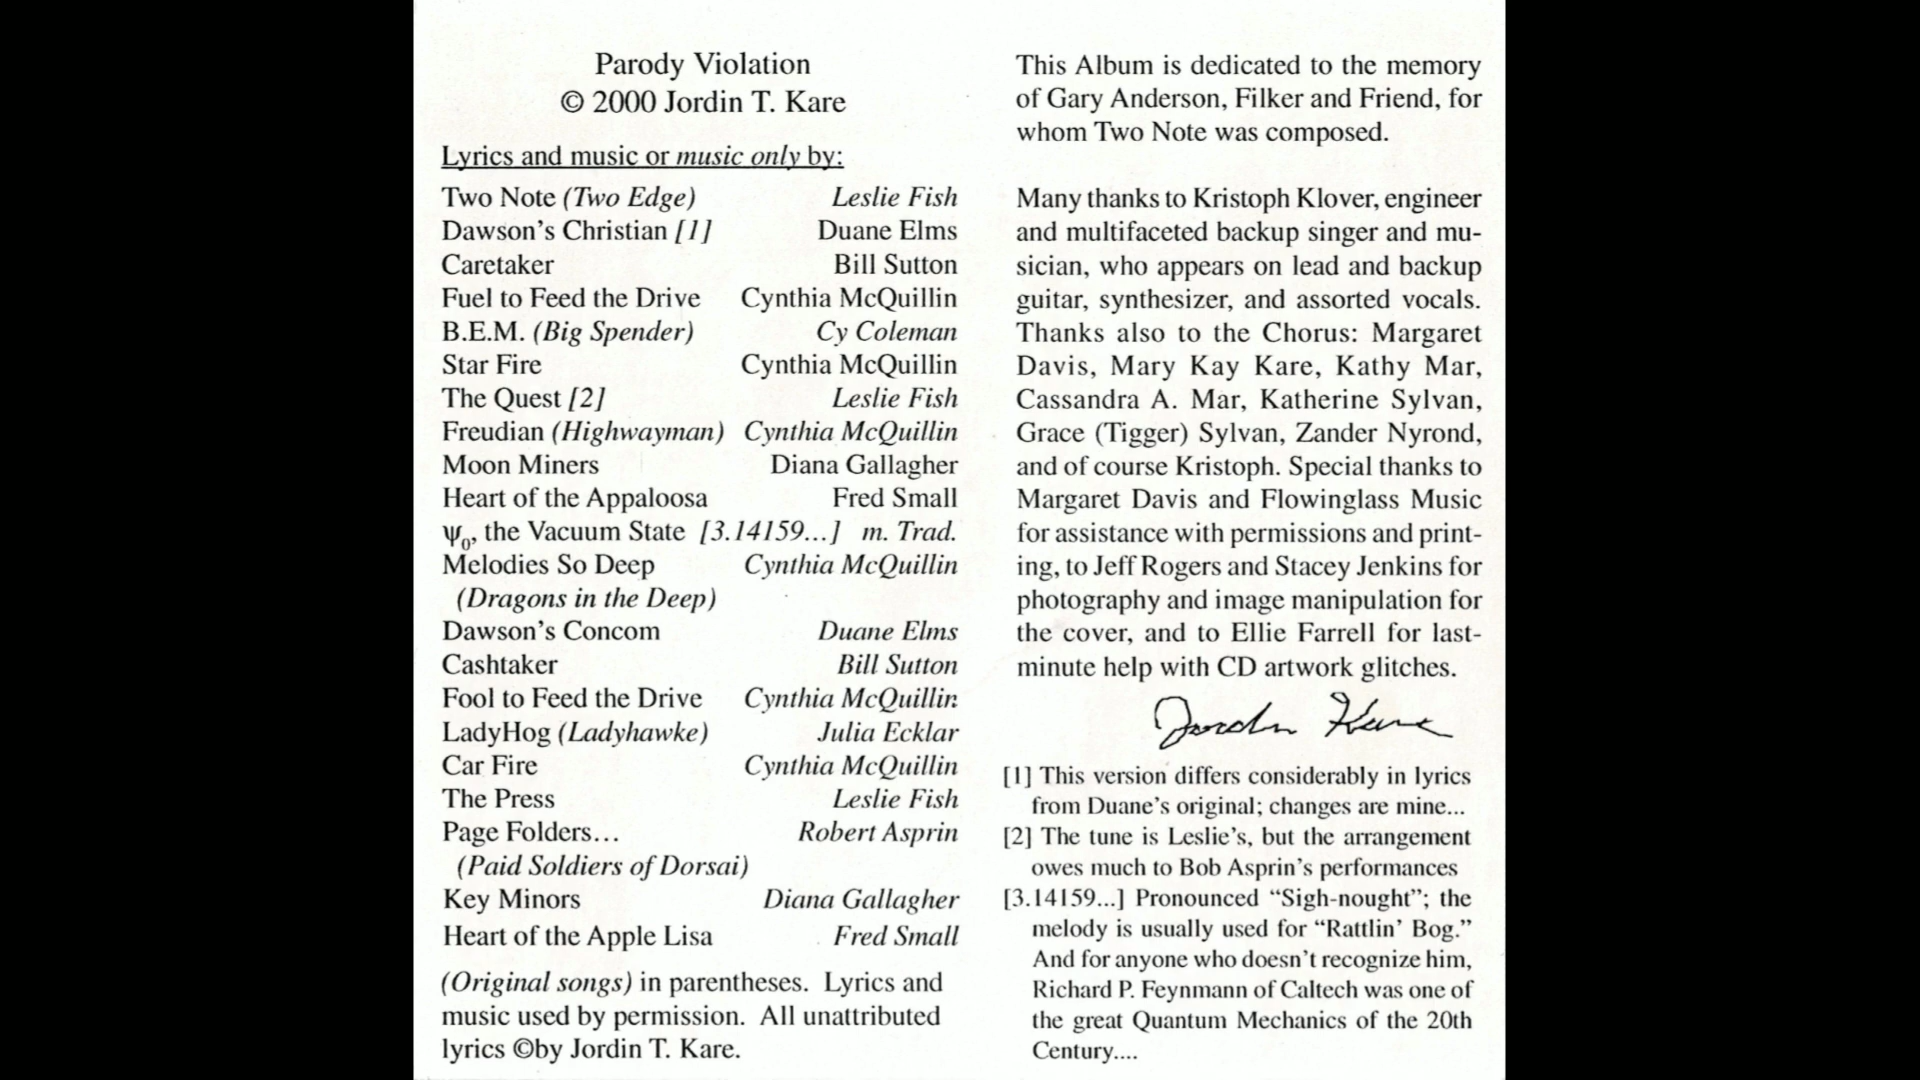 Parody Violation
© 2000 Jordin T. Kare
Lyrics and music or music only by:
Two Note (Two Edge) Leslie Fish
Dawson's Christian [1] Duane Elms
Caretaker Bill Sutton
Fuel to Feed the Drive Cynthia McQuillin
B.E.M. (Big Spender) Cy Coleman
Star Fire Cynthia McQuillin
The Quest [2] Leslie Fish
Freudian (Highwayman) Cynthia McQuillin
Moon Miners Diana Gallagher
Heart of the Appaloosa Fred Small
ψ0, the Vacuum State [3.14159...] m. Trad.
Melodies So Deep Cynthia McQuillin
(Dragons in the Deep)
Dawson's Concom Duane Elms
Cashtaker Bill Sutton
Fool to Feed the Drive Cynthia McQuillin
LadyHog (Ladyhawke) Julia Ecklar
Car Fire Cynthia McQuillin
The Press Leslie Fish
Page Folders… Robert Asprin
(Paid Soldiers of Dorsai)
Key Minors Diana Gallagher
Heart of the Apple Lisa Fred Small
(Original songs) in parentheses. Lyrics and
music used by permission. All unattributed
lyrics ©by Jordin T. Kare.
This Album is dedicated to the memory
of Gary Anderson, Filker and Friend, for
whom Two Note was composed.
Many thanks to Kristoph Klover, engineer
and multifaceted backup singer and mu-
sician, who appears on lead and backup
guitar, synthesizer, and assorted vocals.
Thanks also to the Chorus: Margaret
Davis, Mary Kay Kare, Kathy Mar,
Cassandra A. Mar, Katherine Sylvan,
Grace (Tigger) Sylvan, Zander Nyrond,
and of course Kristoph. Special thanks to
Margaret Davis and Flowinglass Music
for assistance with permissions and print-
ing, to Jeff Rogers and Stacey Jenkins for
photography and image manipulation for
the cover, and to Ellie Farrell for last-
minute help with CD artwork glitches.
Jordin Kare
[1] This version differs considerably in lyrics
from Duane's original; changes are mine...
[2] The tune is Leslie's, but the arrangement
owes much to Bob Asprin's performances
[3.14159...] Pronounced “Sigh-nought”; the
melody is usually used for “Rattlin' Bog.”
And for anyone who doesn't recognize him,
Richard P. Feynmann of Caltech was one of
the great Quantum Mechanics of the 20th
Century....